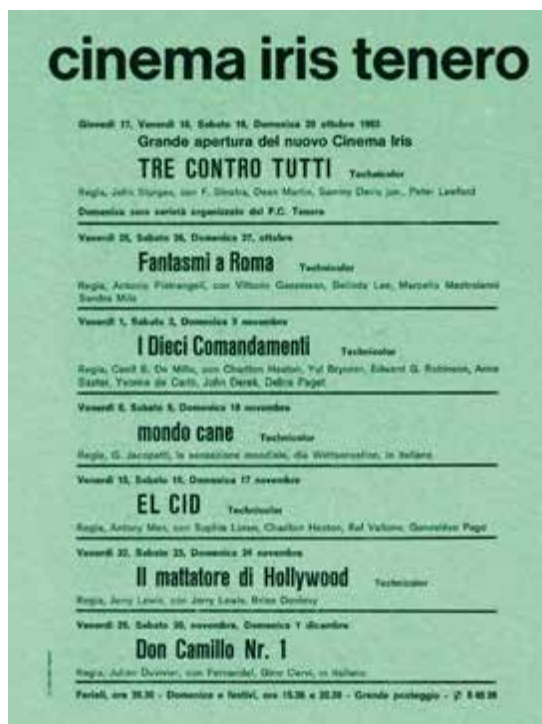 cinema iris tenero
Giovedì 17, Venerdì 18, Sabato 19, Domenica 20 ottobre 1963
Grande apertura del nuovo Cinema Iris
TRE CONTRO TUTTI Technicolor
Regia, John Sturges, con F. Sinatra, Dean Martin, Sammy Davis jun., Peter Lawford
Domenica sera varietà organizzato dal F.C. Tenero
Venerdì 25, Sabato 26, Domenica 27, ottobre
Fantasmi a Roma Technicolor
Regia, Antonio Pietrangeli, con Vittorio Gassmann, Belinda Lee, Marcello Mastroianni
Sandra Milo
Venerdì 1, Sabato 2, Domenica 3 novembre
I Dieci Comandamenti Technicolor
Regia, Cecil B. De Mille, con Charlton Heston, Yul Brynner, Edward G. Robinson, Anne
Baxter, Yvonne de Carlo, John Derek, Debra Paget
Venerdì 8, Sabato 9, Domenica 10 novembre
mondo cane Technicolor
Regia, G. Jacopetti, la sensazione mondiale, die Weltsensation, in italiano
Venerdì 15, Sabato 16, Domenica 17 novembre
EL CID Technicolor
Regia, Antony Man, con Sophia Loren, Charlton Heston, Raf Vallone, Geneviève Page
Venerdì 22, Sabato 23, Domenica 24 novembre
Il mattatore di Hollywood Technicolor
Regia, Jerry Lewis, con Jerry Lewis, Brian Donlevy
Venerdì 29, Sabato 30, novembre, Domenica 1 dicembre
Don Camillo Nr. 1
Regia, Julien Duvivier, con Fernandel, Gino Cervi, in italiano
Feriali, ore 20.30 - Domenica e festivi, ore 15.30 e 20.30 - Grande posteggio -